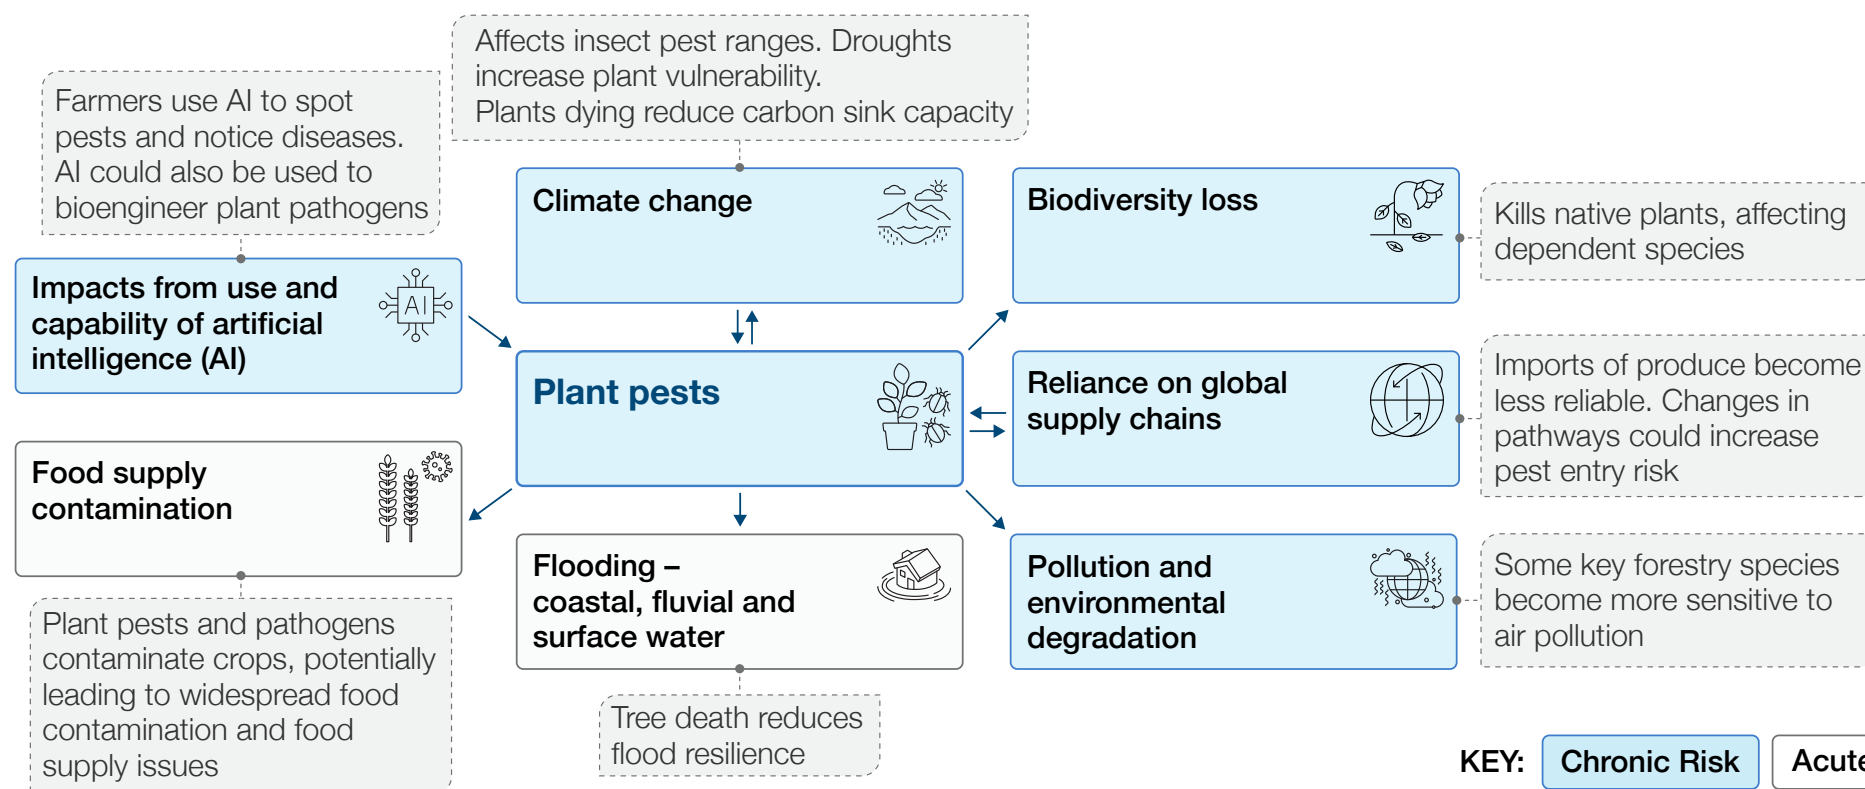 Affects insect pest ranges. Droughts
increase plant vulnerability.
Plants dying reduce carbon sink capacity
Farmers use AI to spot
pests and notice diseases.
AI could also be used to
bioengineer plant pathogens
Climate change
Biodiversity loss
Kills native plants, affecting
dependent species
Impacts from use and
capability of artificial
intelligence (AI)
AI
Plant pests
Reliance on global
supply chains
Imports of produce become
less reliable. Changes in
pathways could increase
pest entry risk
Food supply
contamination
Flooding –
coastal, fluvial and
surface water
Pollution and
environmental
degradation
Some key forestry species
become more sensitive to
air pollution
Plant pests and pathogens
contaminate crops, potentially
leading to widespread food
contamination and food
supply issues
Tree death reduces
flood resilience
KEY:
Chronic Risk
Acute